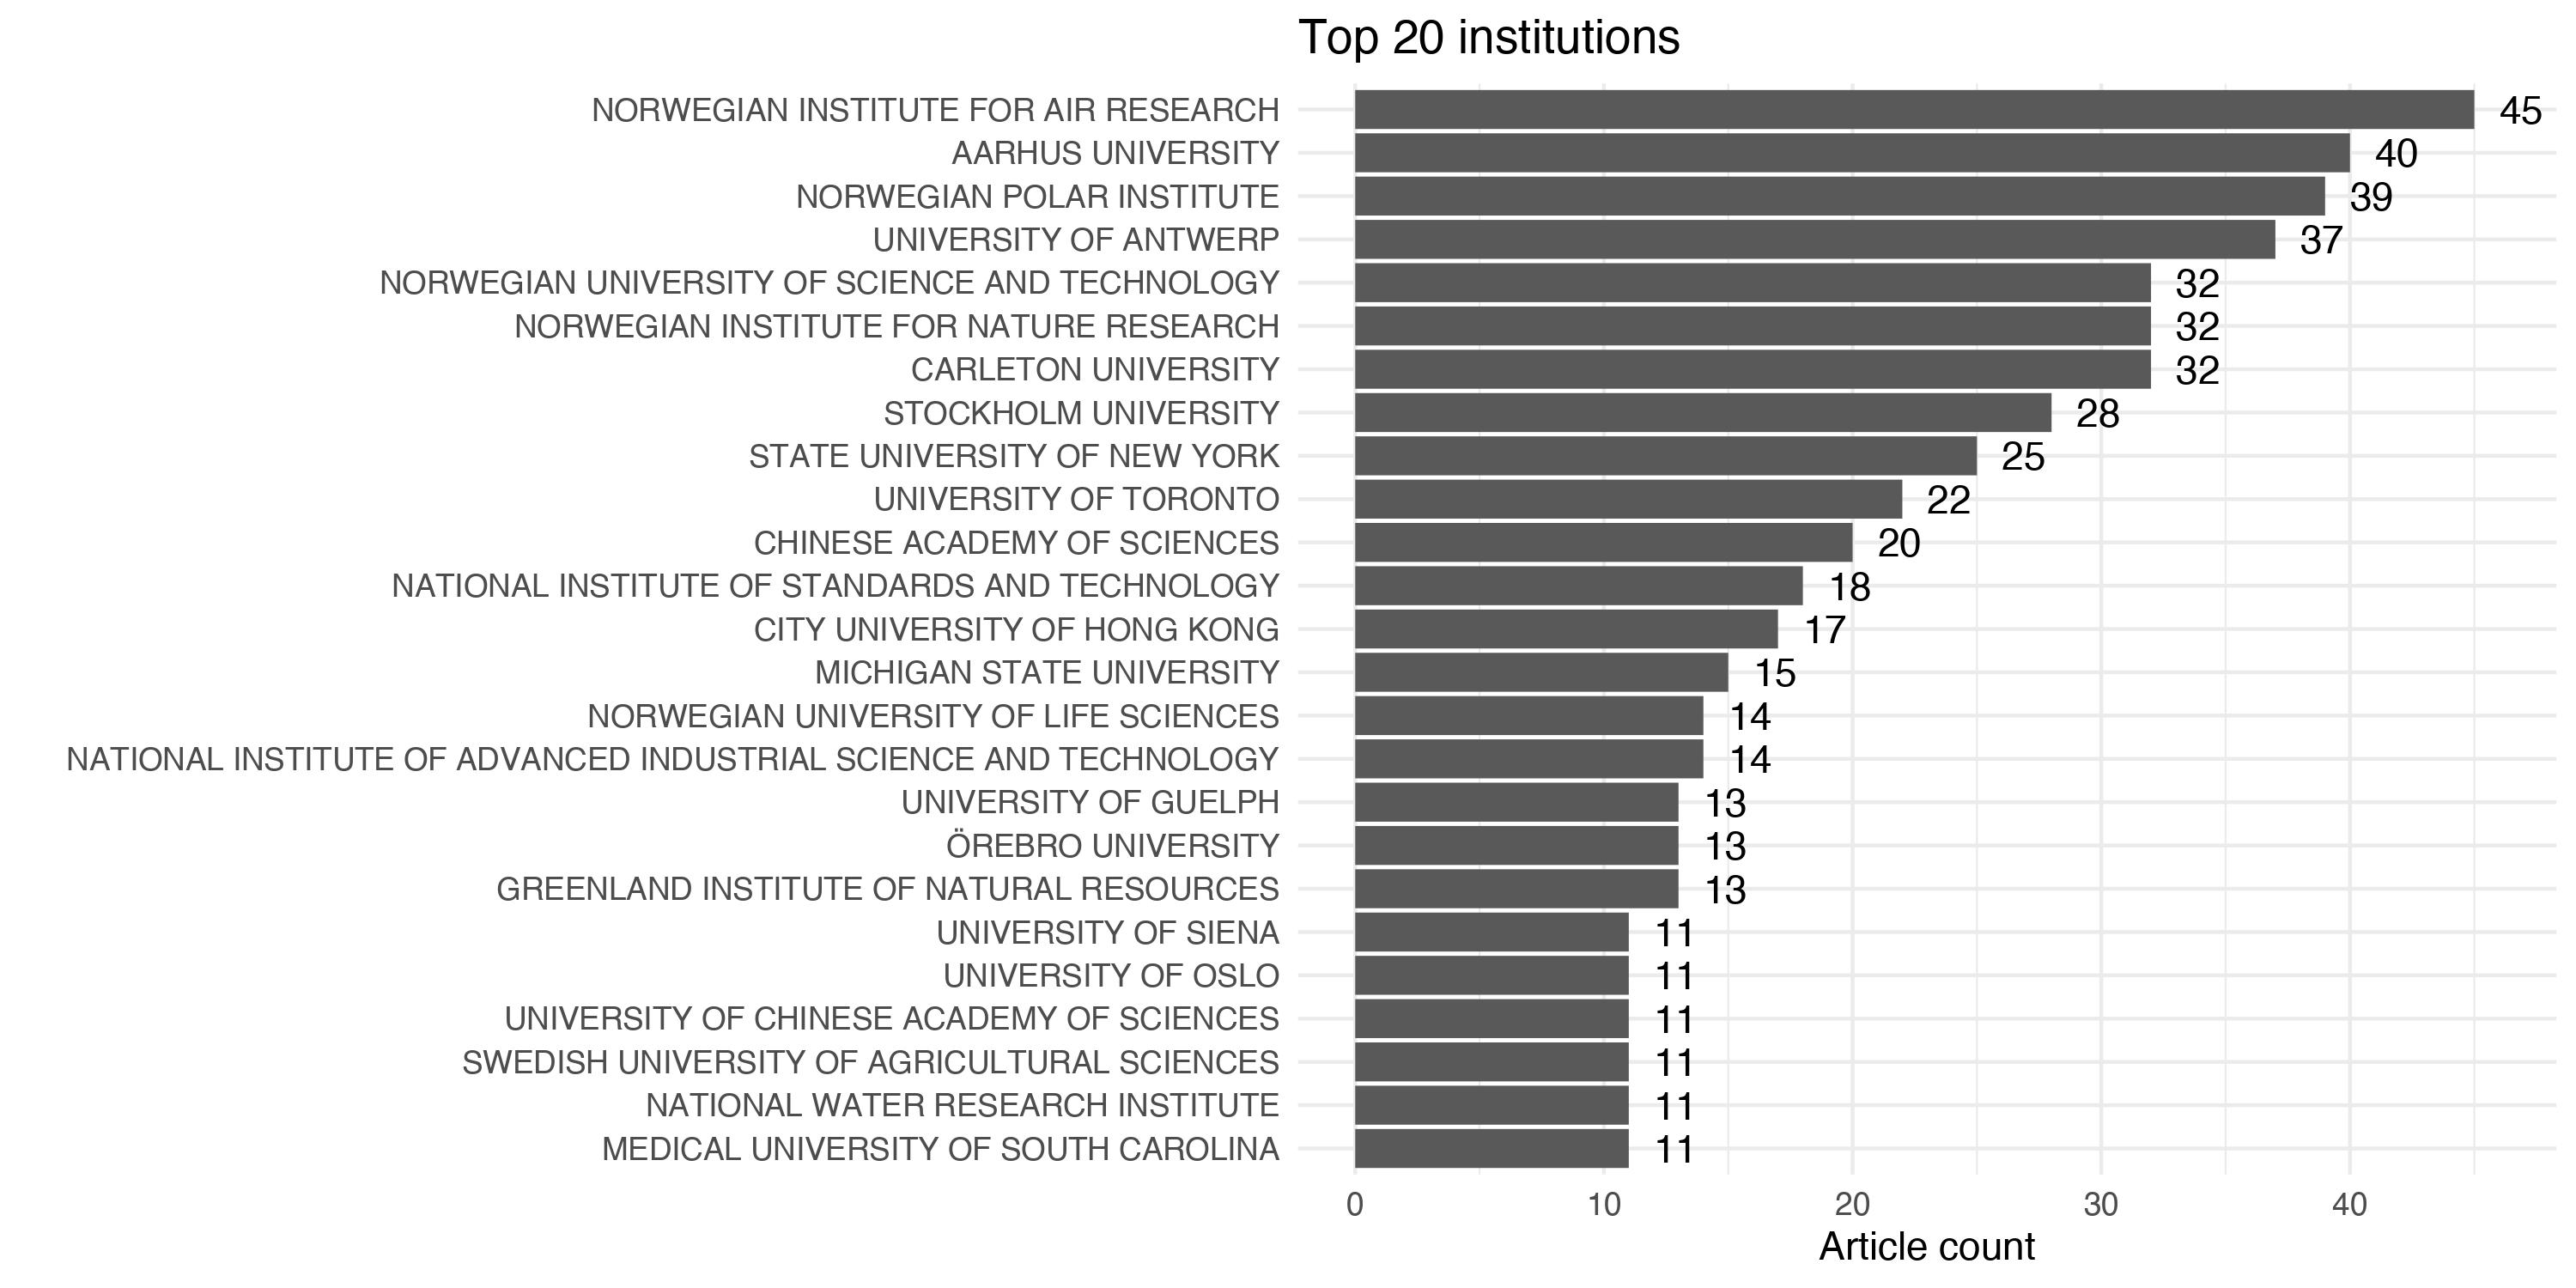 Top 20 institutions
NORWEGIAN INSTITUTE FOR AIR RESEARCH 45
AARHUS UNIVERSITY 40
NORWEGIAN POLAR INSTITUTE 39
UNIVERSITY OF ANTWERP 37
NORWEGIAN UNIVERSITY OF SCIENCE AND TECHNOLOGY 32
NORWEGIAN INSTITUTE FOR NATURE RESEARCH 32
CARLETON UNIVERSITY 32
STOCKHOLM UNIVERSITY 28
STATE UNIVERSITY OF NEW YORK 25
UNIVERSITY OF TORONTO 22
CHINESE ACADEMY OF SCIENCES 20
NATIONAL INSTITUTE OF STANDARDS AND TECHNOLOGY 18
CITY UNIVERSITY OF HONG KONG 17
MICHIGAN STATE UNIVERSITY 15
NORWEGIAN UNIVERSITY OF LIFE SCIENCES 14
NATIONAL INSTITUTE OF ADVANCED INDUSTRIAL SCIENCE AND TECHNOLOGY 14
UNIVERSITY OF GUELPH 13
ÖREBRO UNIVERSITY 13
GREENLAND INSTITUTE OF NATURAL RESOURCES 13
UNIVERSITY OF SIENA 11
UNIVERSITY OF OSLO 11
UNIVERSITY OF CHINESE ACADEMY OF SCIENCES 11
SWEDISH UNIVERSITY OF AGRICULTURAL SCIENCES 11
NATIONAL WATER RESEARCH INSTITUTE 11
MEDICAL UNIVERSITY OF SOUTH CAROLINA 11
0 10 20 30 40
Article count